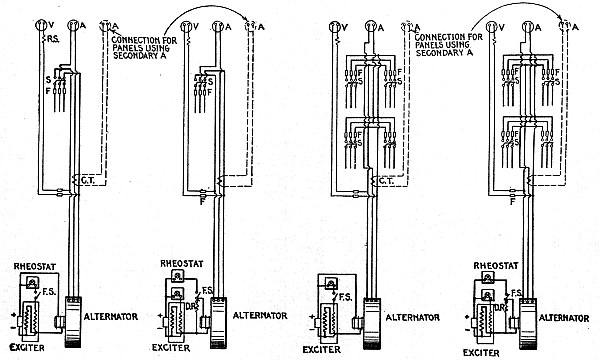 V A A V A A V A A V A A
R.S.
CONNECTION FOR
PANELS USING
SECONDARY A
CONNECTION FOR
PANELS USING
SECONDARY A
S
F
S
F
F
S
F
S
F
S
F
S
F
S
F
S
F
S
F
S
C.T.
F
C.T.
F
RHEOSTAT
RHEOSTAT
RHEOSTAT
F.S.
F.S.
F.S.
F.S.
D.R.
D.R.
+
−
+
−
+
−
+
−
ALTERNATOR
ALTERNATOR
ALTERNATOR
ALTERNATOR
EXCITER
EXCITER
EXCITER
EXCITER